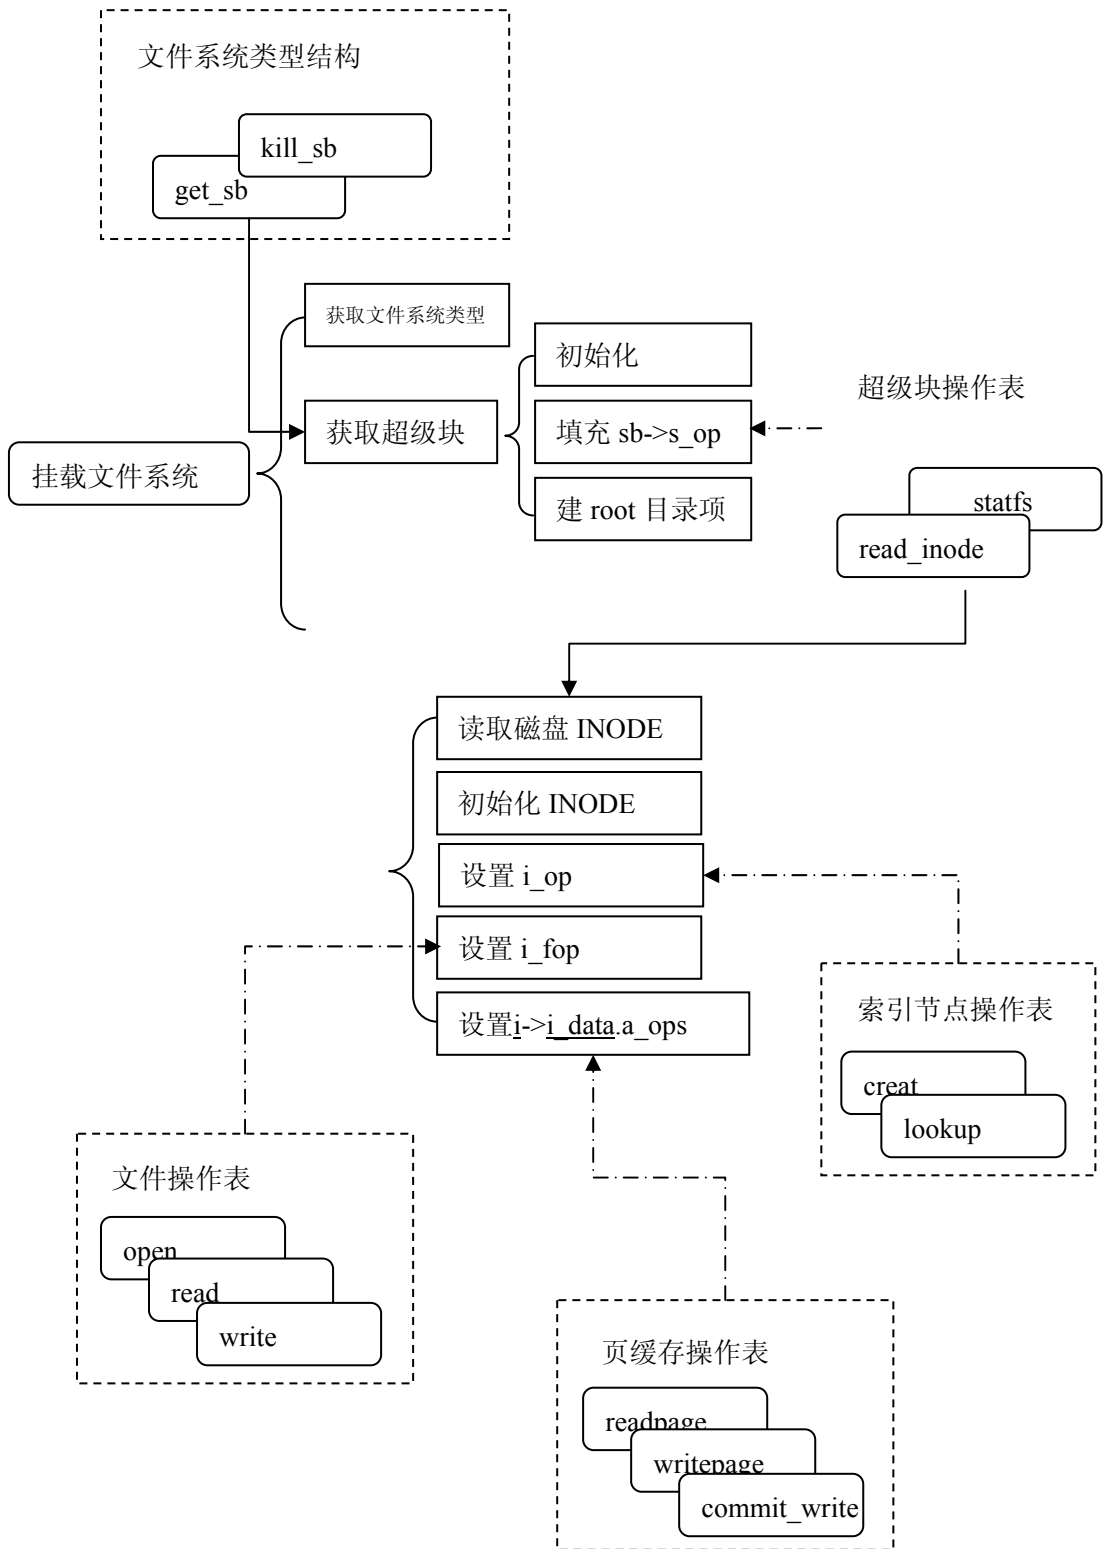 文件系统类型结构
kill_sb
get_sb
获取文件系统类型
初始化
超级块操作表
获取超级块
填充 sb->s_op
挂载文件系统
建 root 目录项
statfs
read_inode
读取磁盘 INODE
初始化 INODE
设置 i_op
设置 i_fop
设置i->i_data.a_ops
索引节点操作表
creat
lookup
文件操作表
open
read
write
页缓存操作表
readpage
writepage
commit_write